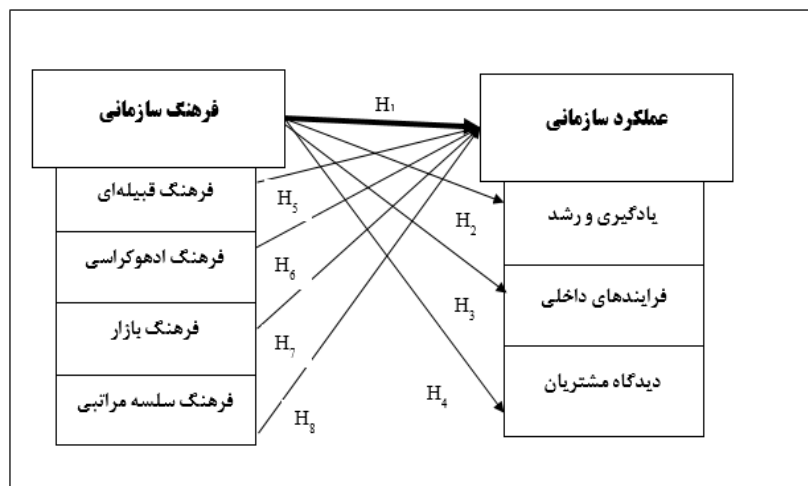 فرهنگ سازمانی
فرهنگ قبیله‌ای
فرهنگ ادهوکراسی
فرهنگ بازار
فرهنگ سلسه مراتبی
H₁
H₅
H₆
H₇
H₈
H₂
H₃
H₄
عملکرد سازمانی
یادگیری و رشد
فرایندهای داخلی
دیدگاه مشتریان